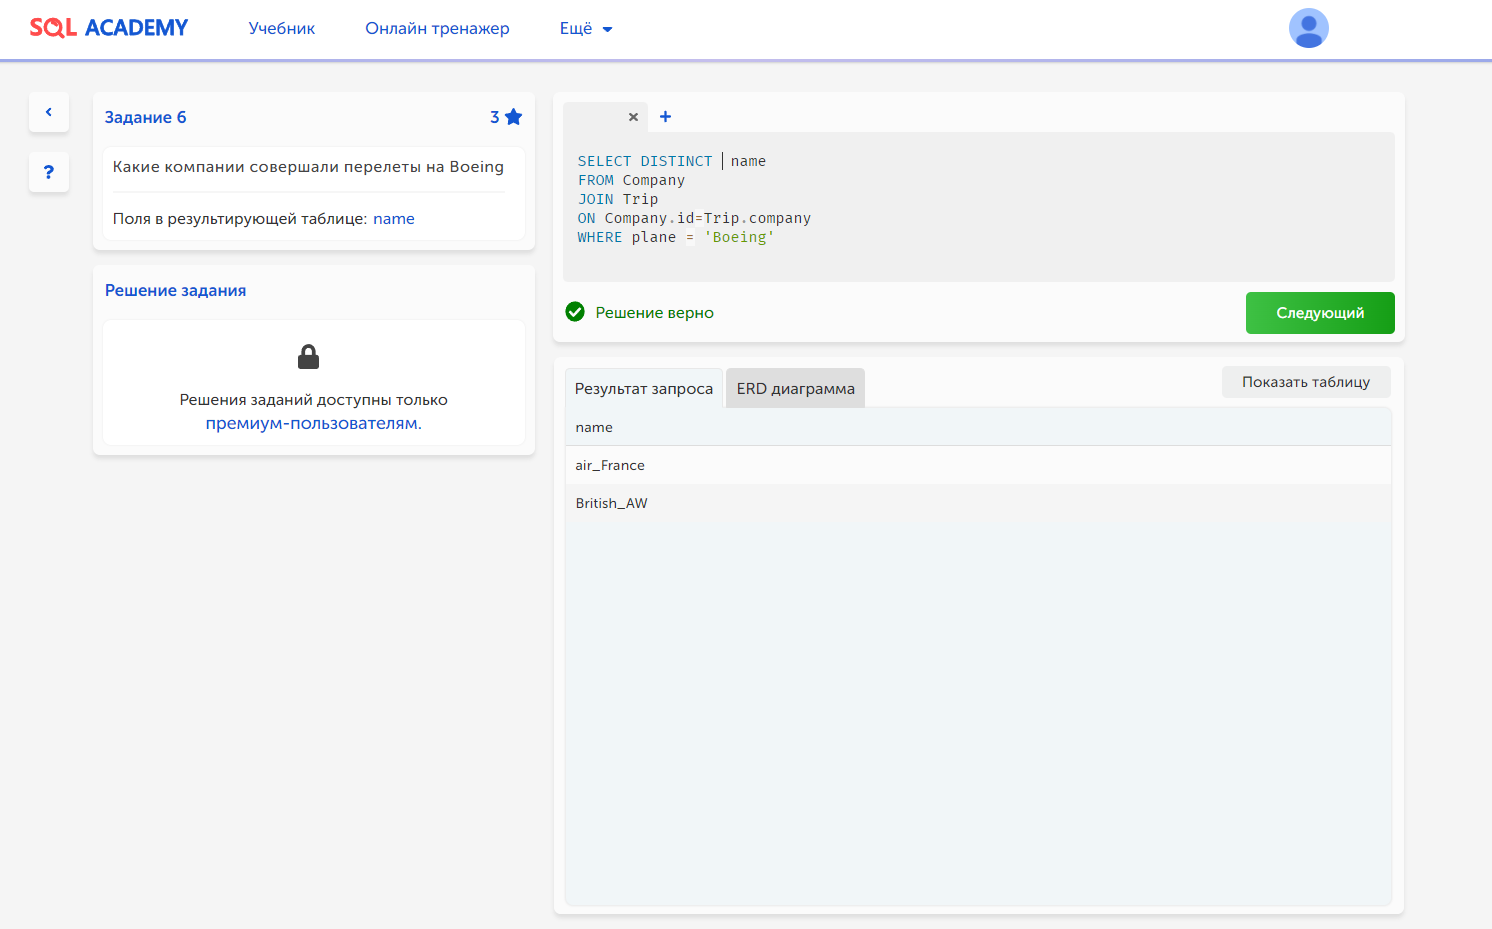 SQL ACADEMY
Учебник
Онлайн тренажер
Ещё
Задание 6
3
Какие компании совершали перелеты на Boeing
Поля в результирующей таблице: name
Решение задания
Решения заданий доступны только
премиум-пользователям.
?
+
SELECT DISTINCT name
FROM Company
JOIN Trip
ON Company.id=Trip.company
WHERE plane = 'Boeing'
Решение верно
Следующий
Результат запроса
ERD диаграмма
Показать таблицу
name
air_France
British_AW